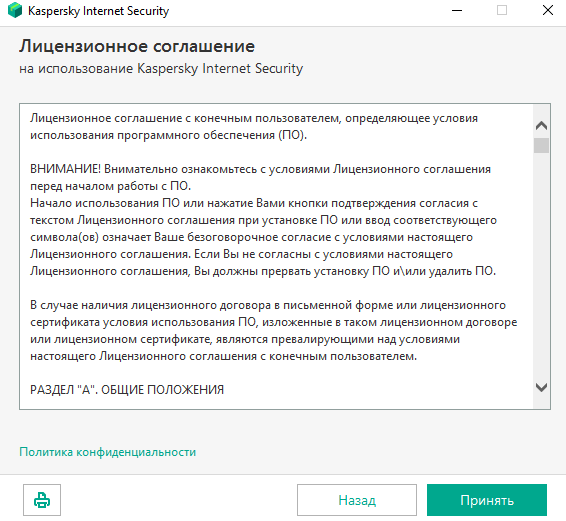 Kaspersky Internet Security
Лицензионное соглашение
на использование Kaspersky Internet Security
Лицензионное соглашение с конечным пользователем, определяющее условия
использования программного обеспечения (ПО).
ВНИМАНИЕ! Внимательно ознакомьтесь с условиями Лицензионного соглашения
перед началом работы с ПО.
Начало использования ПО или нажатие Вами кнопки подтверждения согласия с
текстом Лицензионного соглашения при установке ПО или ввод соответствующего
символа(ов) означает Ваше безоговорочное согласие с условиями настоящего
Лицензионного соглашения. Если Вы не согласны с условиями настоящего
Лицензионного соглашения, Вы должны прервать установку ПО и\или удалить ПО.
В случае наличия лицензионного договора в письменной форме или лицензионного
сертификата условия использования ПО, изложенные в таком лицензионном договоре
или лицензионном сертификате, являются превалирующими над условиями
настоящего Лицензионного соглашения с конечным пользователем.
РАЗДЕЛ "А". ОБЩИЕ ПОЛОЖЕНИЯ
Политика конфиденциальности
Назад
Принять